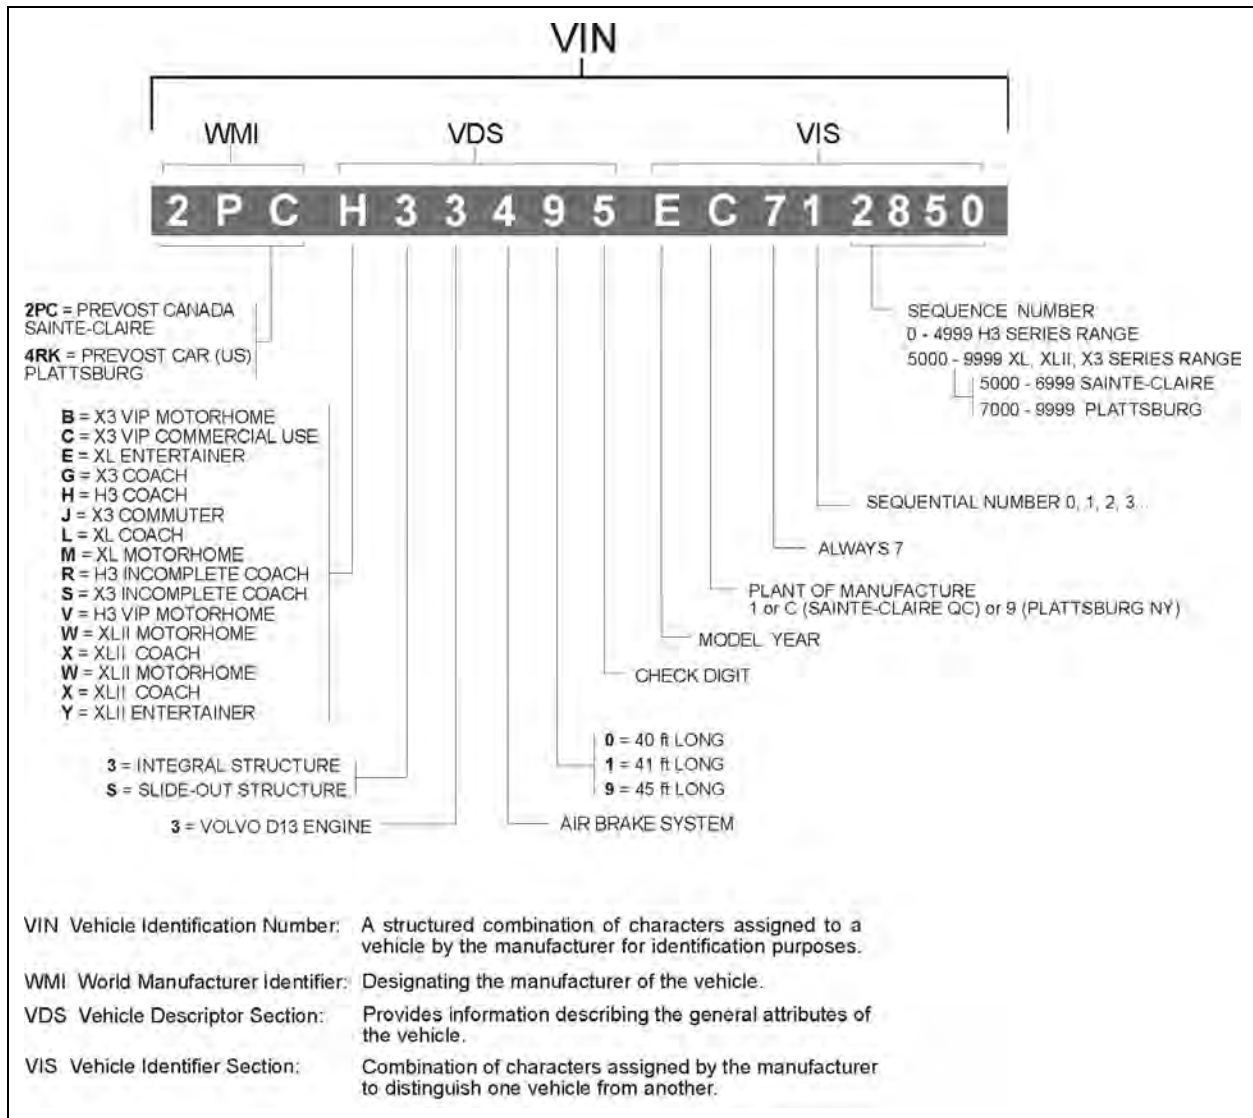 VIN
WMI VDS VIS
2 P C H 3 3 4 9 5 E C 7 1 2 8 5 0
2PC = PREVOST CANADA
SAINTE-CLAIRE
4RK = PREVOST CAR (US)
PLATTSBURG
SEQUENCE NUMBER
0 - 4999 H3 SERIES RANGE
5000 - 9999 XL, XLII, X3 SERIES RANGE
5000 - 6999 SAINTE-CLAIRE
7000 - 9999 PLATTSBURG
B = X3 VIP MOTORHOME
C = X3 VIP COMMERCIAL USE
E = XL ENTERTAINER
G = X3 COACH
H = H3 COACH
J = X3 COMMUTER
L = XL COACH
M = XL MOTORHOME
R = H3 INCOMPLETE COACH
S = X3 INCOMPLETE COACH
V = H3 VIP MOTORHOME
W = XLII MOTORHOME
X = XLII COACH
W = XLII MOTORHOME
X = XLII COACH
Y = XLII ENTERTAINER
SEQUENTIAL NUMBER 0, 1, 2, 3...
ALWAYS 7
PLANT OF MANUFACTURE
1 or C (SAINTE-CLAIRE QC) or 9 (PLATTSBURG NY)
MODEL YEAR
CHECK DIGIT
0 = 40 ft LONG
1 = 41 ft LONG
9 = 45 ft LONG
3 = INTEGRAL STRUCTURE
S = SLIDE-OUT STRUCTURE
3 = VOLVO D13 ENGINE
AIR BRAKE SYSTEM
VIN Vehicle Identification Number: A structured combination of characters assigned to a
vehicle by the manufacturer for identification purposes.
WMI World Manufacturer Identifier: Designating the manufacturer of the vehicle.
VDS Vehicle Descriptor Section: Provides information describing the general attributes of
the vehicle.
VIS Vehicle Identifier Section: Combination of characters assigned by the manufacturer
to distinguish one vehicle from another.